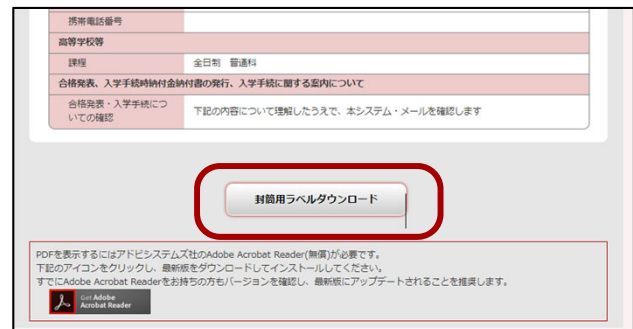 携帯電話番号
高等学校等
課程 全日制 普通科
合格発表、入学手続時納付金納付書の発行、入学手続に関する案内について
合格発表・入学手続につ
いての確認
下記の内容について理解したうえで、本システム・メールを確認します
封筒用ラベルダウンロード
PDFを表示するにはアドビシステムズ社のAdobe Acrobat Reader(無償)が必要です。
下記のアイコンをクリックし、最新版をダウンロードしてインストールしてください。
すでにAdobe Acrobat Readerをお持ちの方もバージョンを確認し、最新版にアップデートされることを推奨します。
Get Adobe
Acrobat Reader